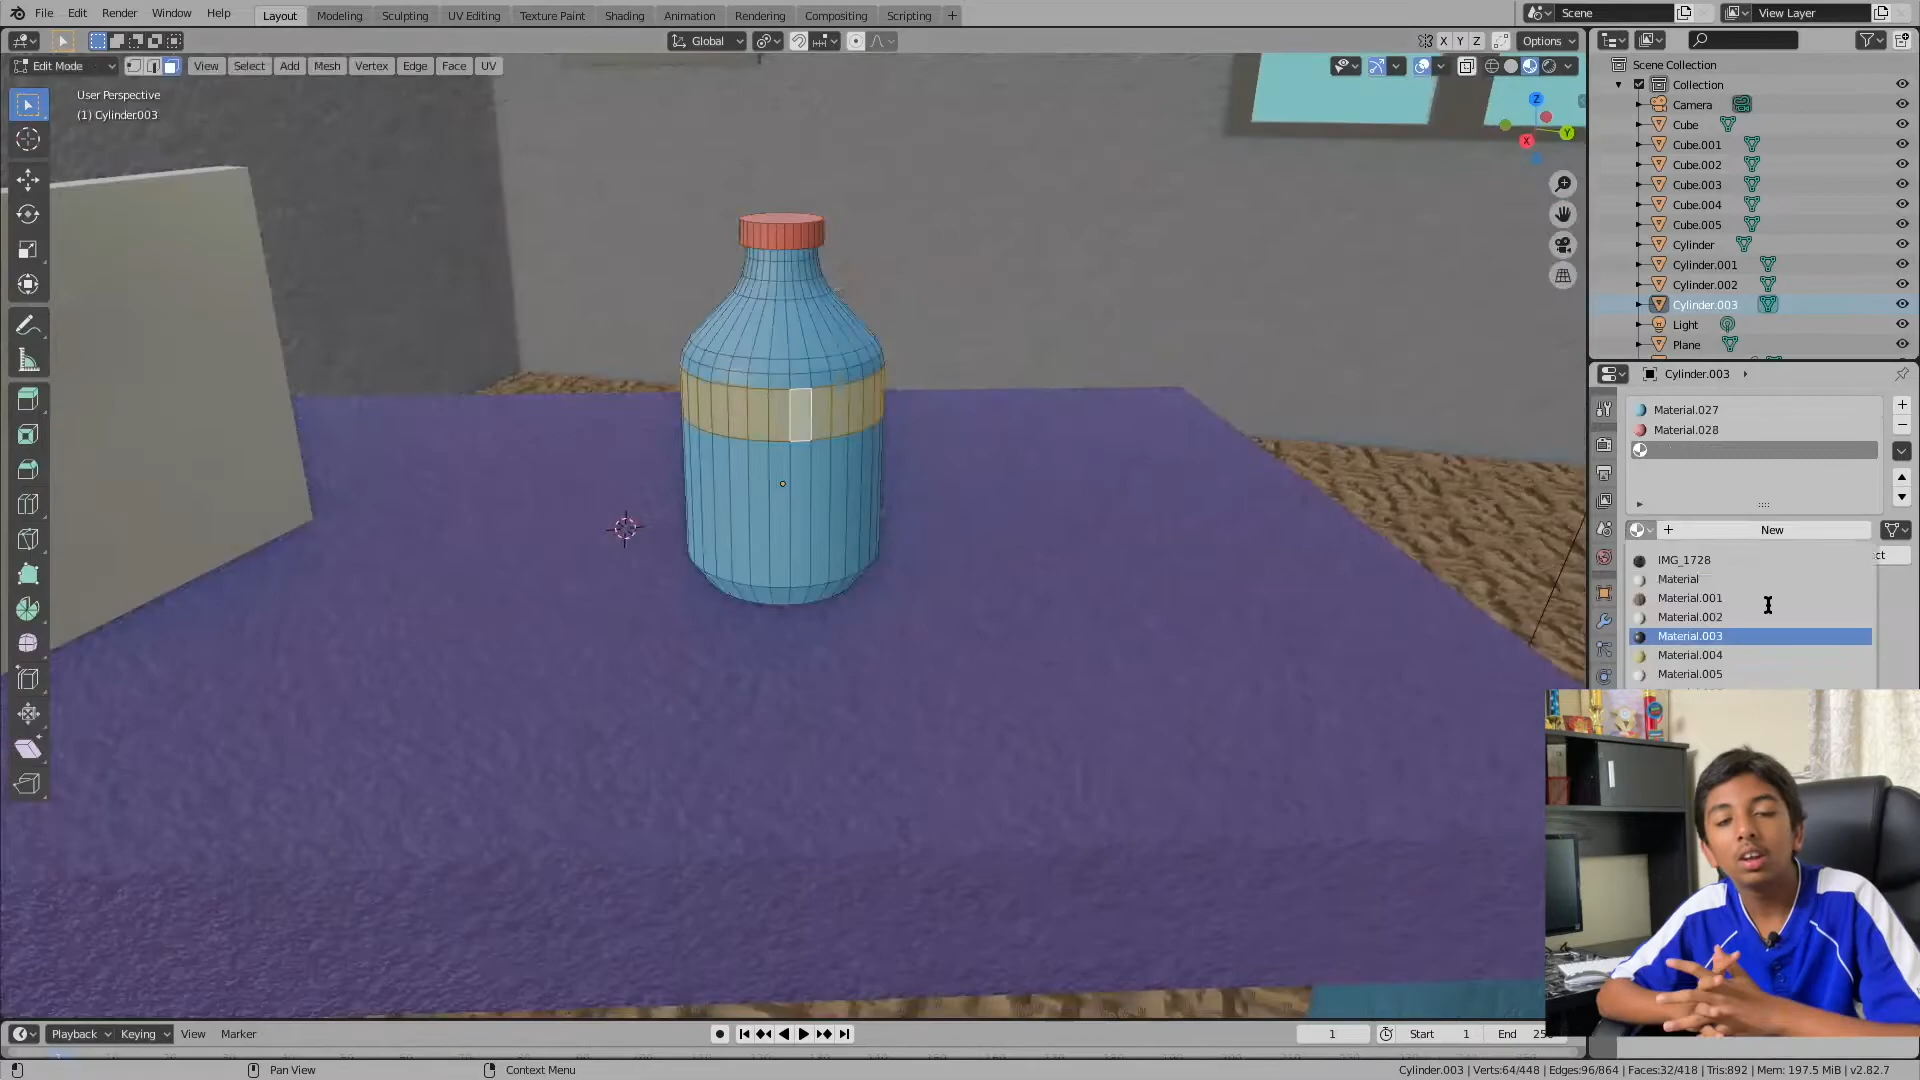 File Edit Render Window Help Layout Modeling Sculpting UV Editing Texture Paint Shading Animation Rendering Compositing Scripting + Scene View Layer
Global X Y Z Options
Edit Mode View Select Add Mesh Vertex Edge Face UV
User Perspective
(1) Cylinder.003
Z
Y
X
Scene Collection
Collection
Camera
Cube
Cube.001
Cube.002
Cube.003
Cube.004
Cube.005
Cylinder
Cylinder.001
Cylinder.002
Cylinder.003
Light
Plane
Cylinder.003
Material.027
Material.028
+ New
ct
IMG_1728
Material
Material.001
Material.002
Material.003
Material.004
Material.005
Playback Keying View Marker 1 Start 1 End
Pan View Context Menu Cylinder.003 | Verts:64/448 | Edges:96/864 | Faces:32/418 | Tris:892 | Mem: 197.5 MiB | v2.82.7